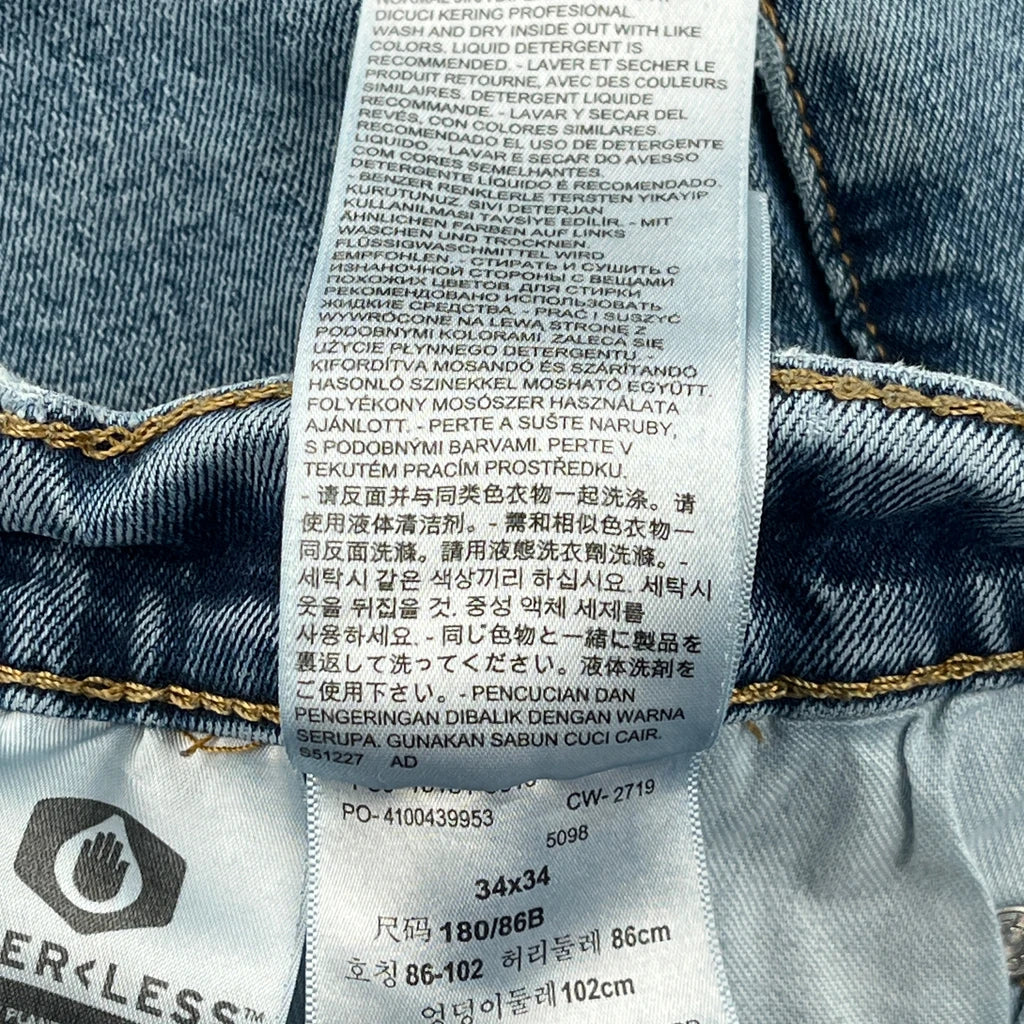 DICUCI KERING PROFESIONAL.
WASH AND DRY INSIDE OUT WITH LIKE
COLORS. LIQUID DETERGENT IS
RECOMMENDED. - LAVER ET SECHER LE
PRODUIT RETOURNE, AVEC DES COULEURS
SIMILAIRES. DETERGENT LIQUIDE
RECOMMANDE. - LAVAR Y SECAR DEL
REVÉS, CON COLORES SIMILARES.
RECOMENDADO EL USO DE DETERGENTE
LIQUIDO. - LAVAR E SECAR DO AVESSO
COM CORES SEMELHANTES.
DETERGENTE LÍQUIDO É RECOMENDADO.
- BENZER RENKLERLE TERSTEN YIKAYIP
KURUTUNUZ. SIVI DETERJAN
KULLANILMASI TAVSİYE EDİLİR. - MIT
ÄHNLICHEN FARBEN AUF LINKS
WASCHEN UND TROCKNEN.
FLÜSSIGWASCHMITTEL WIRD
EMPFOHLEN. - СТИРАТЬ И СУШИТЬ С
ИЗНАНОЧНОЙ СТОРОНЫ С ВЕЩАМИ
ПОХОЖИХ ЦВЕТОВ. ДЛЯ СТИРКИ
РЕКОМЕНДОВАНО ИСПОЛЬЗОВАТЬ
ЖИДКИЕ СРЕДСТВА. - PRAĆ I SUSZYĆ
WYWRÓCONE NA LEWĄ STRONĘ Z
PODOBNYMI KOLORAMI. ZALECA SIĘ
UŻYCIE PŁYNNEGO DETERGENTU. -
KIFORDÍTVA MOSANDÓ ÉS SZÁRÍTANDÓ
HASONLÓ SZINEKKEL MOSHATÓ EGYÜTT.
FOLYÉKONY MOSÓSZER HASZNÁLATA
AJÁNLOTT. - PERTE A SUŠTE NARUBY,
S PODOBNÝMI BARVAMI. PERTE V
TEKUTÉM PRACÍM PROSTŘEDKU.
- 请反面并与同类色衣物一起洗涤。请
使用液体清洁剂。- 需和相似色衣物一
同反面洗滌。請用液態洗衣劑洗滌。-
세탁시 같은 색상끼리 하십시요. 세탁시
옷을 뒤집을 것. 중성 액체 세제를
사용하세요. - 同じ色物と一緒に製品を
裏返して洗ってください。液体洗剤を
ご使用下さい。- PENCUCIAN DAN
PENGERINGAN DIBALIK DENGAN WARNA
SERUPA. GUNAKAN SABUN CUCI CAIR.
S51227 AD
CW- 2719
PO- 4100439953
5098
34x34
尺码 180/86B
호칭 86-102 허리둘레 86cm
엉덩이둘레 102cm
ER<LESS™